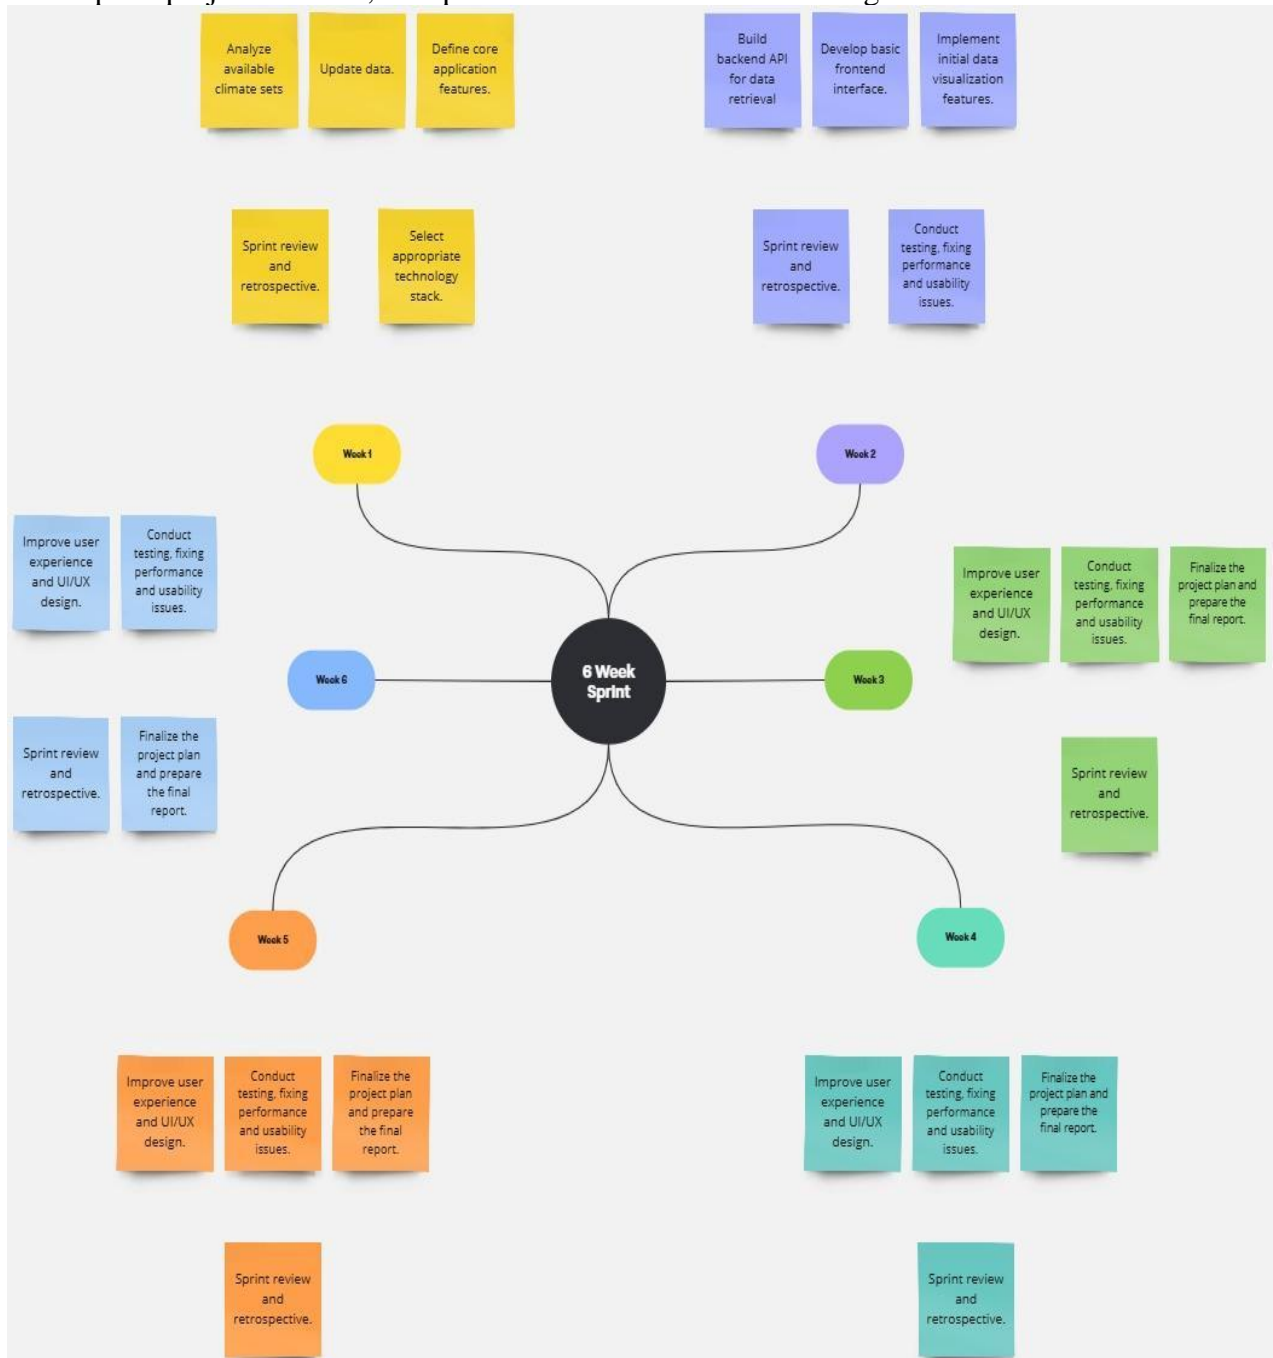 Analyze
available
climate sets
Update data.
Define core
application
features.
Build
backend API
for data
retrieval
Develop basic
frontend
interface.
Implement
initial data
visualization
features.
Sprint review
and
retrospective.
Select
appropriate
technology
stack.
Sprint review
and
retrospective.
Conduct
testing, fixing
performance
and usability
issues.
Week 1
Week 2
Improve user
experience
and UI/UX
design.
Conduct
testing, fixing
performance
and usability
issues.
Improve user
experience
and UI/UX
design.
Conduct
testing, fixing
performance
and usability
issues.
Finalize the
project plan and
prepare the
final report.
Week 6
6 Week
Sprint
Week 3
Sprint review
and
retrospective.
Finalize the
project plan
and prepare
the final
report.
Sprint review
and
retrospective.
Week 5
Week 4
Improve user
experience
and UI/UX
design.
Conduct
testing, fixing
performance
and usability
issues.
Finalize the
project plan
and prepare
the final
report.
Improve user
experience
and UI/UX
design.
Conduct
testing, fixing
performance
and usability
issues.
Finalize the
project plan and
prepare the
final report.
Sprint review
and
retrospective.
Sprint review
and
retrospective.